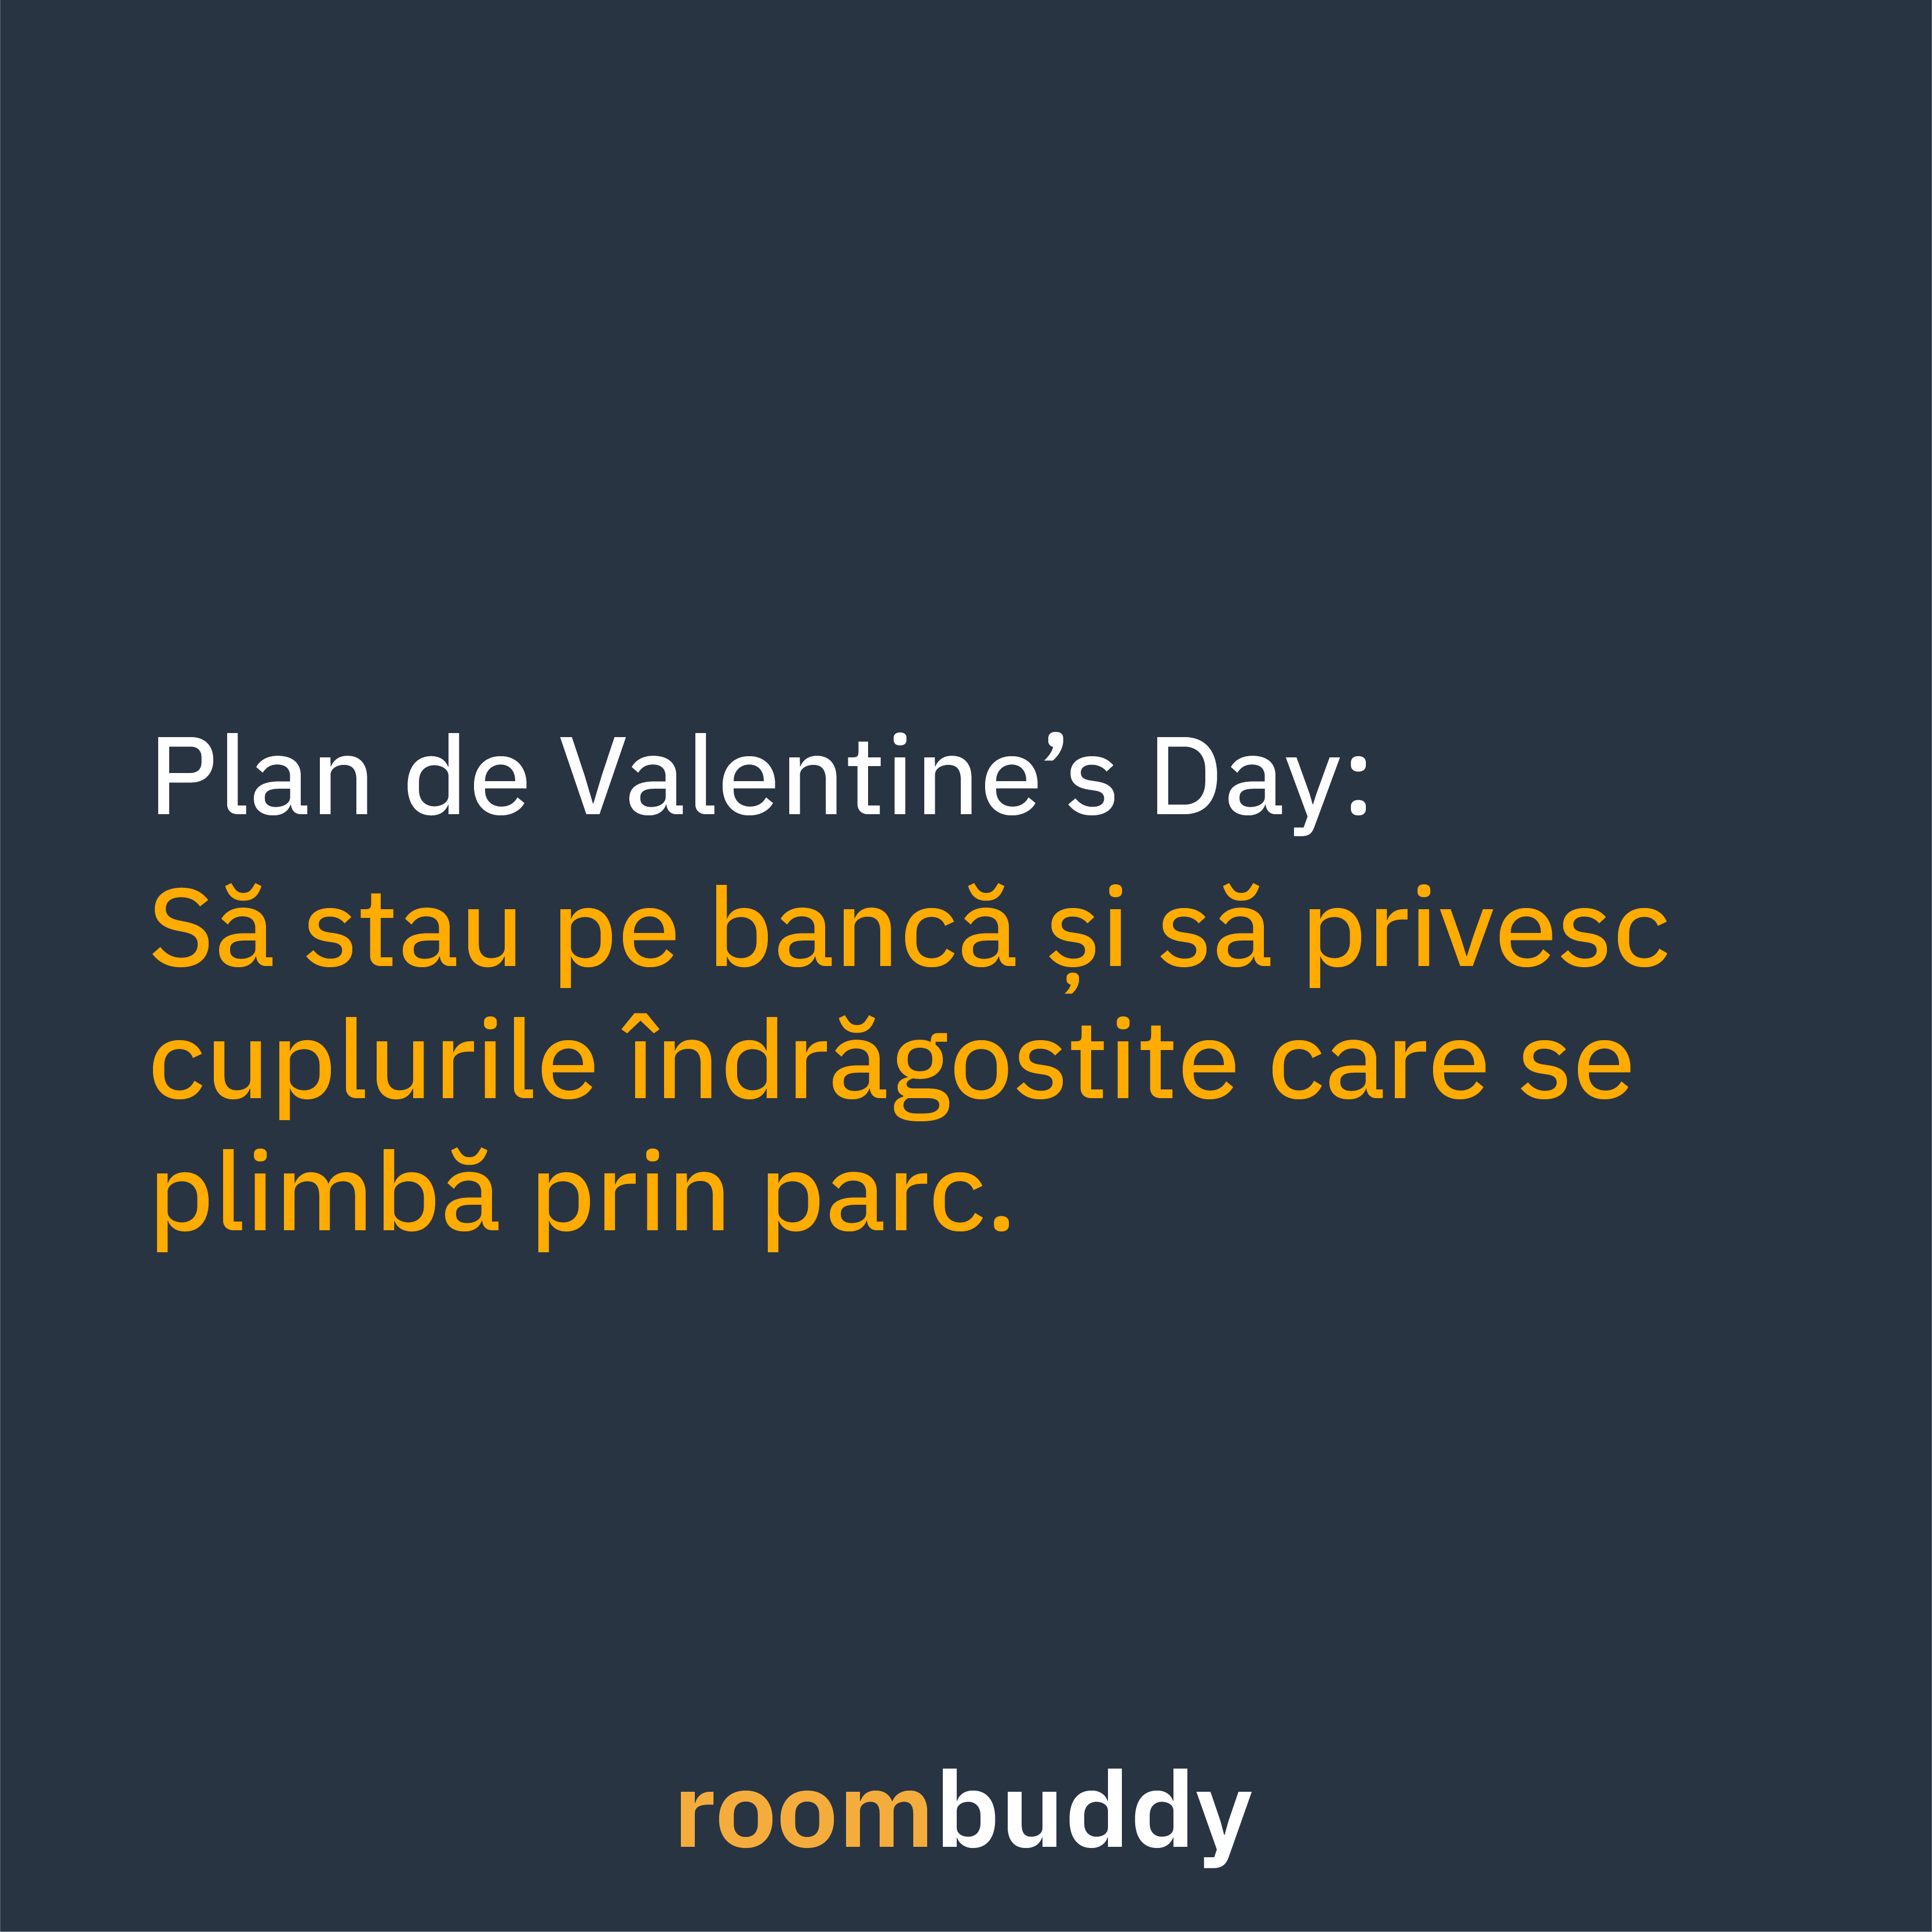 Plan de Valentine’s Day:
Să stau pe bancă și să privesc
cuplurile îndrăgostite care se
plimbă prin parc.
roombuddy